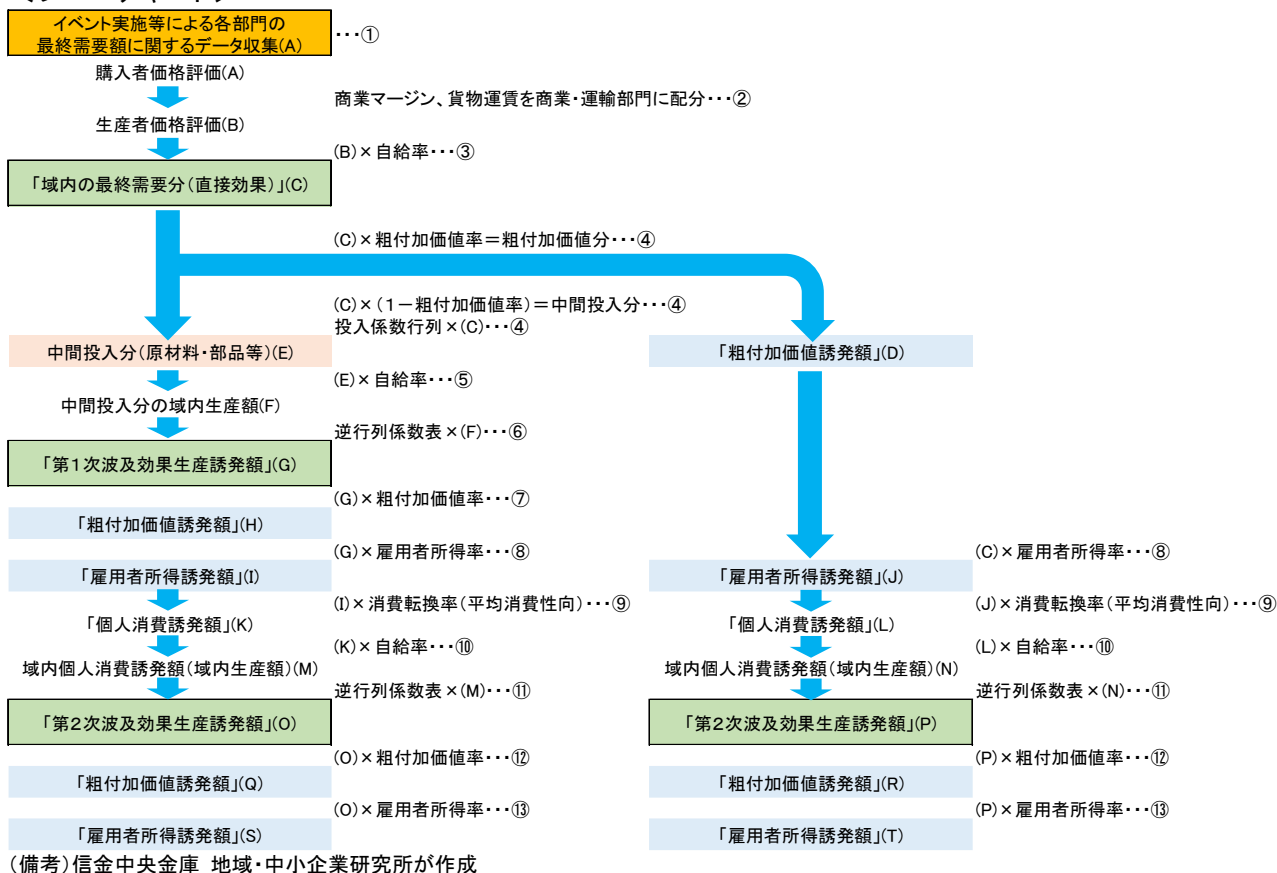 イベント実施等による各部門の
最終需要額に関するデータ収集(A)
・・・①
購入者価格評価(A)
商業マージン、貨物運賃を商業・運輸部門に配分・・・②
生産者価格評価(B)
(B)×自給率・・・③
「域内の最終需要分(直接効果)」(C)
(C)×粗付加価値率＝粗付加価値分・・・④
(C)×(1－粗付加価値率)＝中間投入分・・・④
投入係数行列×(C)・・・④
中間投入分(原材料・部品等)(E)
「粗付加価値誘発額」(D)
(E)×自給率・・・⑤
中間投入分の域内生産額(F)
逆行列係数表×(F)・・・⑥
「第1次波及効果生産誘発額」(G)
(G)×粗付加価値率・・・⑦
「粗付加価値誘発額」(H)
(G)×雇用者所得率・・・⑧
(C)×雇用者所得率・・・⑧
「雇用者所得誘発額」(I)
「雇用者所得誘発額」(J)
(I)×消費転換率(平均消費性向)・・・⑨
(J)×消費転換率(平均消費性向)・・・⑨
「個人消費誘発額」(K)
「個人消費誘発額」(L)
(K)×自給率・・・⑩
(L)×自給率・・・⑩
域内個人消費誘発額(域内生産額)(M)
域内個人消費誘発額(域内生産額)(N)
逆行列係数表×(M)・・・⑪
逆行列係数表×(N)・・・⑪
「第2次波及効果生産誘発額」(O)
「第2次波及効果生産誘発額」(P)
(O)×粗付加価値率・・・⑫
(P)×粗付加価値率・・・⑫
「粗付加価値誘発額」(Q)
「粗付加価値誘発額」(R)
(O)×雇用者所得率・・・⑬
(P)×雇用者所得率・・・⑬
「雇用者所得誘発額」(S)
「雇用者所得誘発額」(T)
(備考)信金中央金庫 地域・中小企業研究所が作成